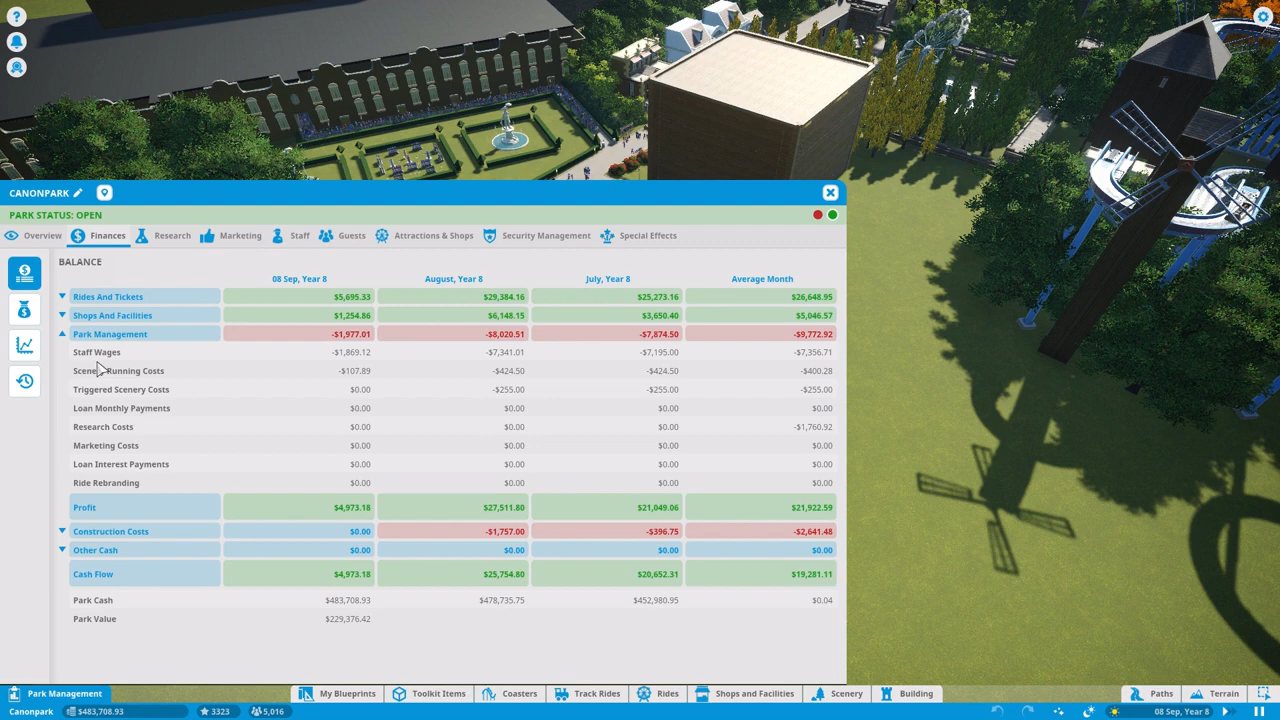 CANONPARK
PARK STATUS: OPEN
Overview Finances Research Marketing Staff Guests Attractions & Shops Security Management Special Effects
BALANCE
08 Sep, Year 8 August, Year 8 July, Year 8 Average Month
Rides And Tickets $5,695.33 $29,384.16 $25,273.16 $26,648.95
Shops And Facilities $1,254.86 $6,148.15 $3,650.40 $5,046.57
Park Management -$1,977.01 -$8,020.51 -$7,874.50 -$9,772.92
Staff Wages -$1,869.12 -$7,341.01 -$7,195.00 -$7,356.71
Scenery Running Costs -$107.89 -$424.50 -$424.50 -$400.28
Triggered Scenery Costs $0.00 -$255.00 -$255.00 -$255.00
Loan Monthly Payments $0.00 $0.00 $0.00 $0.00
Research Costs $0.00 $0.00 $0.00 -$1,760.92
Marketing Costs $0.00 $0.00 $0.00 $0.00
Loan Interest Payments $0.00 $0.00 $0.00 $0.00
Ride Rebranding $0.00 $0.00 $0.00 $0.00
Profit $4,973.18 $27,511.80 $21,049.06 $21,922.59
Construction Costs $0.00 -$1,757.00 -$396.75 -$2,641.48
Other Cash $0.00 $0.00 $0.00 $0.00
Cash Flow $4,973.18 $25,754.80 $20,652.31 $19,281.11
Park Cash $483,708.93 $478,735.75 $452,980.95 $0.04
Park Value $229,376.42
Park Management My Blueprints Toolkit Items Coasters Track Rides Rides Shops and Facilities Scenery Building Paths Terrain
Canonpark $483,708.93 3323 5,016 08 Sep, Year 8